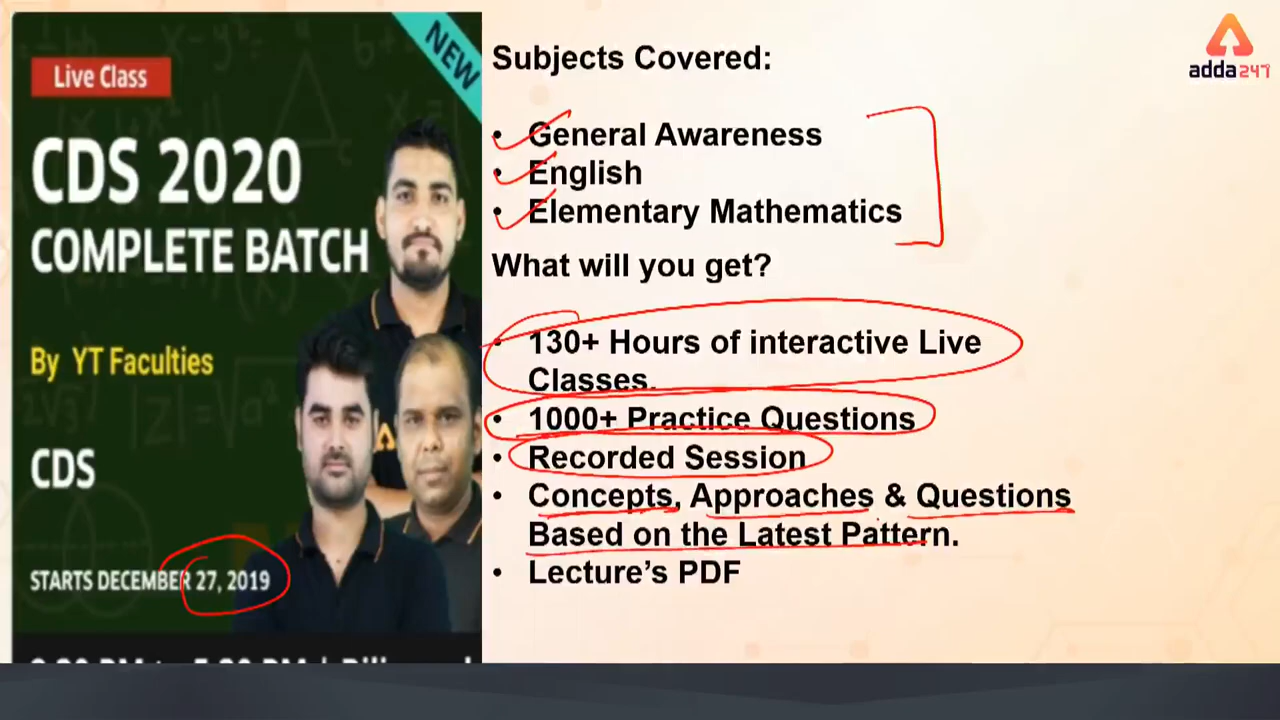 Live Class
NEW
CDS 2020
COMPLETE BATCH
By YT Faculties
CDS
STARTS DECEMBER 27, 2019
Subjects Covered:
• General Awareness
• English
• Elementary Mathematics
What will you get?
• 130+ Hours of interactive Live
Classes.
• 1000+ Practice Questions
• Recorded Session
• Concepts, Approaches & Questions
Based on the Latest Pattern.
• Lecture's PDF
adda247